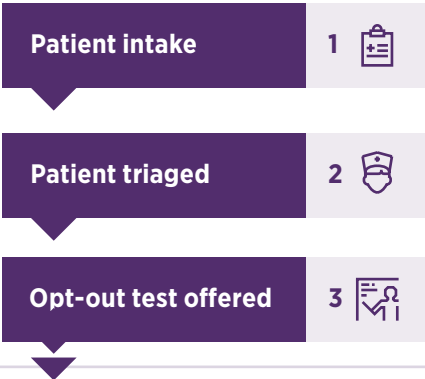 Patient intake 1
Patient triaged 2
Opt-out test offered 3